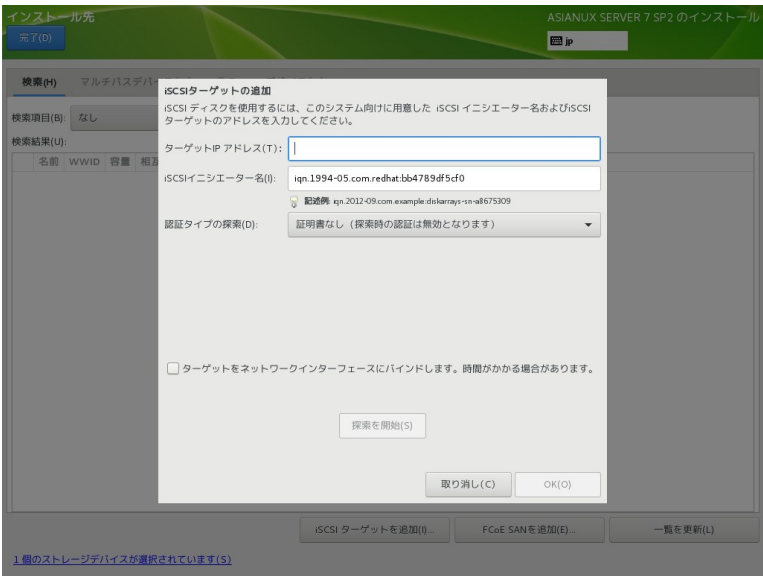 インストール先
ASIANUX SERVER 7 SP2 のインストール
完了(D)
jp
検索(H)
マルチパスデバ
検索項目(B):
なし
検索結果(U):
名前 WWID 容量 相互
iSCSIターゲットの追加
iSCSI ディスクを使用するには、このシステム向けに用意した iSCSI イニシエーター名およびiSCSI
ターゲットのアドレスを入力してください。
ターゲットIP アドレス(T):
iSCSIイニシエーター名(I):
iqn.1994-05.com.redhat:bb4789df5cf0
記述例: iqn.2012-09.com.example:diskarrays-sn-a8675309
認証タイプの探索(D):
証明書なし（探索時の認証は無効となります）
ターゲットをネットワークインターフェースにバインドします。時間がかかる場合があります。
探索を開始(S)
取り消し(C)
OK(O)
iSCSI ターゲットを追加(I)...
FCoE SANを追加(E)...
一覧を更新(L)
1 個のストレージデバイスが選択されています(S)